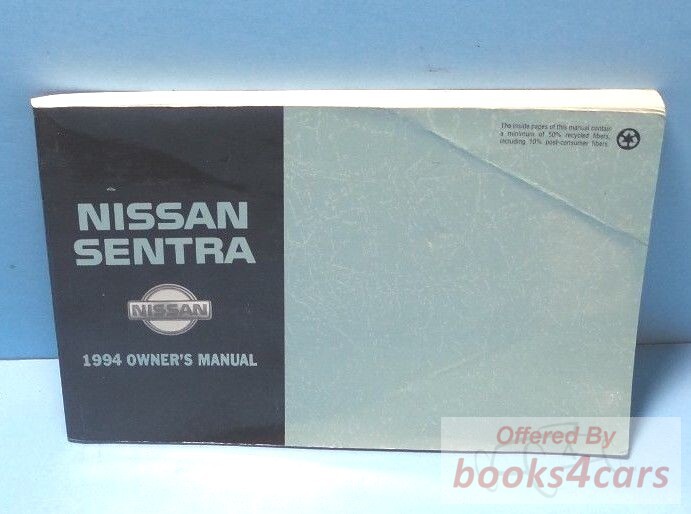 The inside pages of this manual contain
a minimum of 50% recycled fibers,
including 10% post-consumer fibers.
NISSAN
SENTRA
NISSAN
1994 OWNER'S MANUAL
Offered By
books4cars